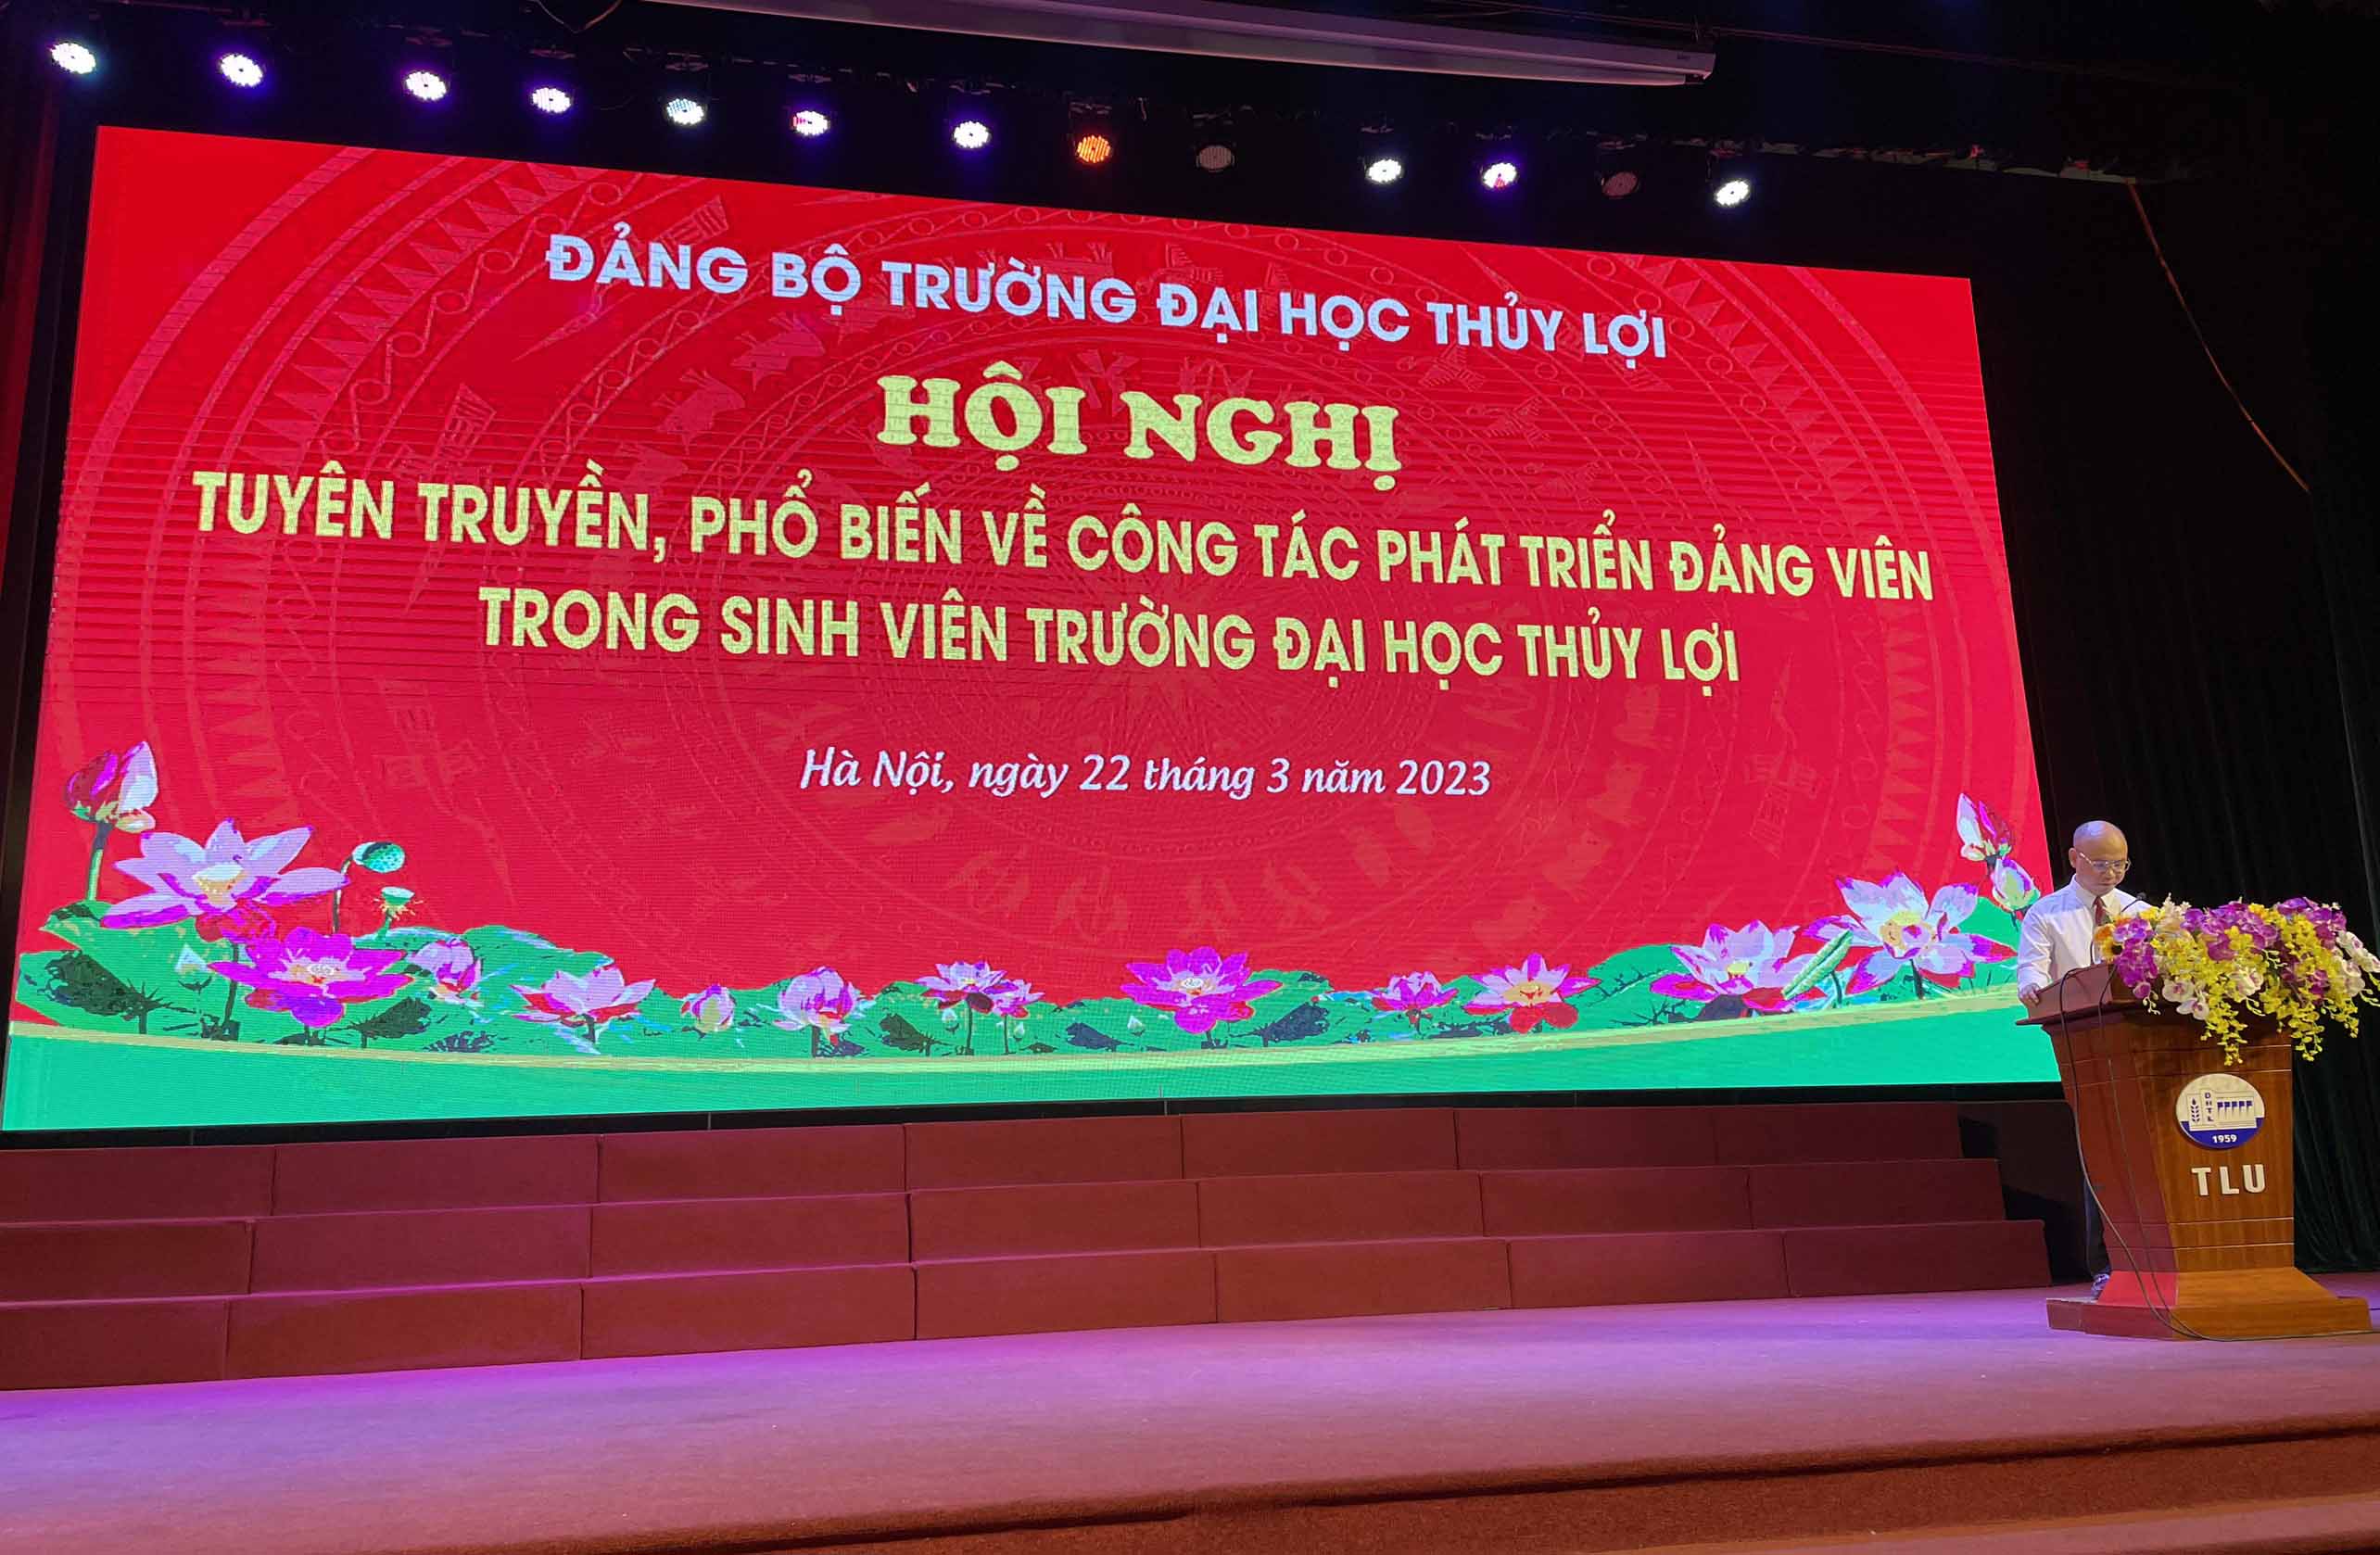 ĐẢNG BỘ TRƯỜNG ĐẠI HỌC THỦY LỢI
HỘI NGHỊ
TUYÊN TRUYỀN, PHỔ BIẾN VỀ CÔNG TÁC PHÁT TRIỂN ĐẢNG VIÊN
TRONG SINH VIÊN TRƯỜNG ĐẠI HỌC THỦY LỢI
Hà Nội, ngày 22 tháng 3 năm 2023
ĐHTL
1959
TLU